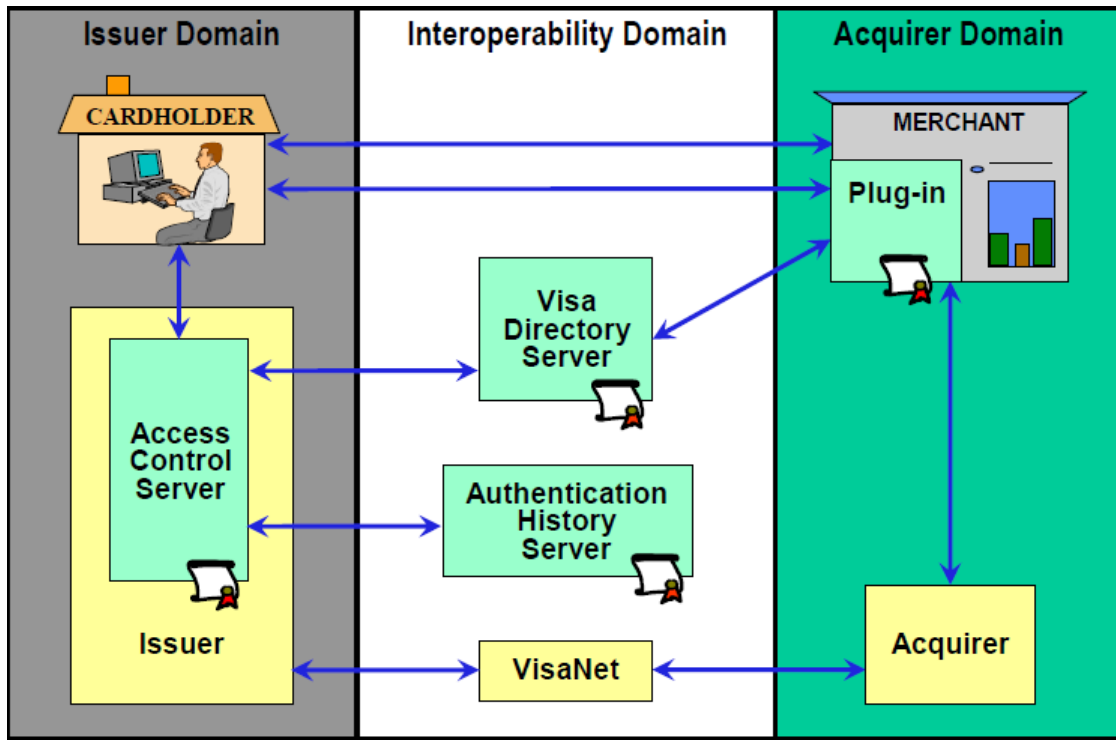 Issuer Domain
Interoperability Domain
Acquirer Domain
CARDHOLDER
MERCHANT
Plug-in
Visa
Directory
Server
Access
Control
Server
Authentication
History
Server
Issuer
VisaNet
Acquirer